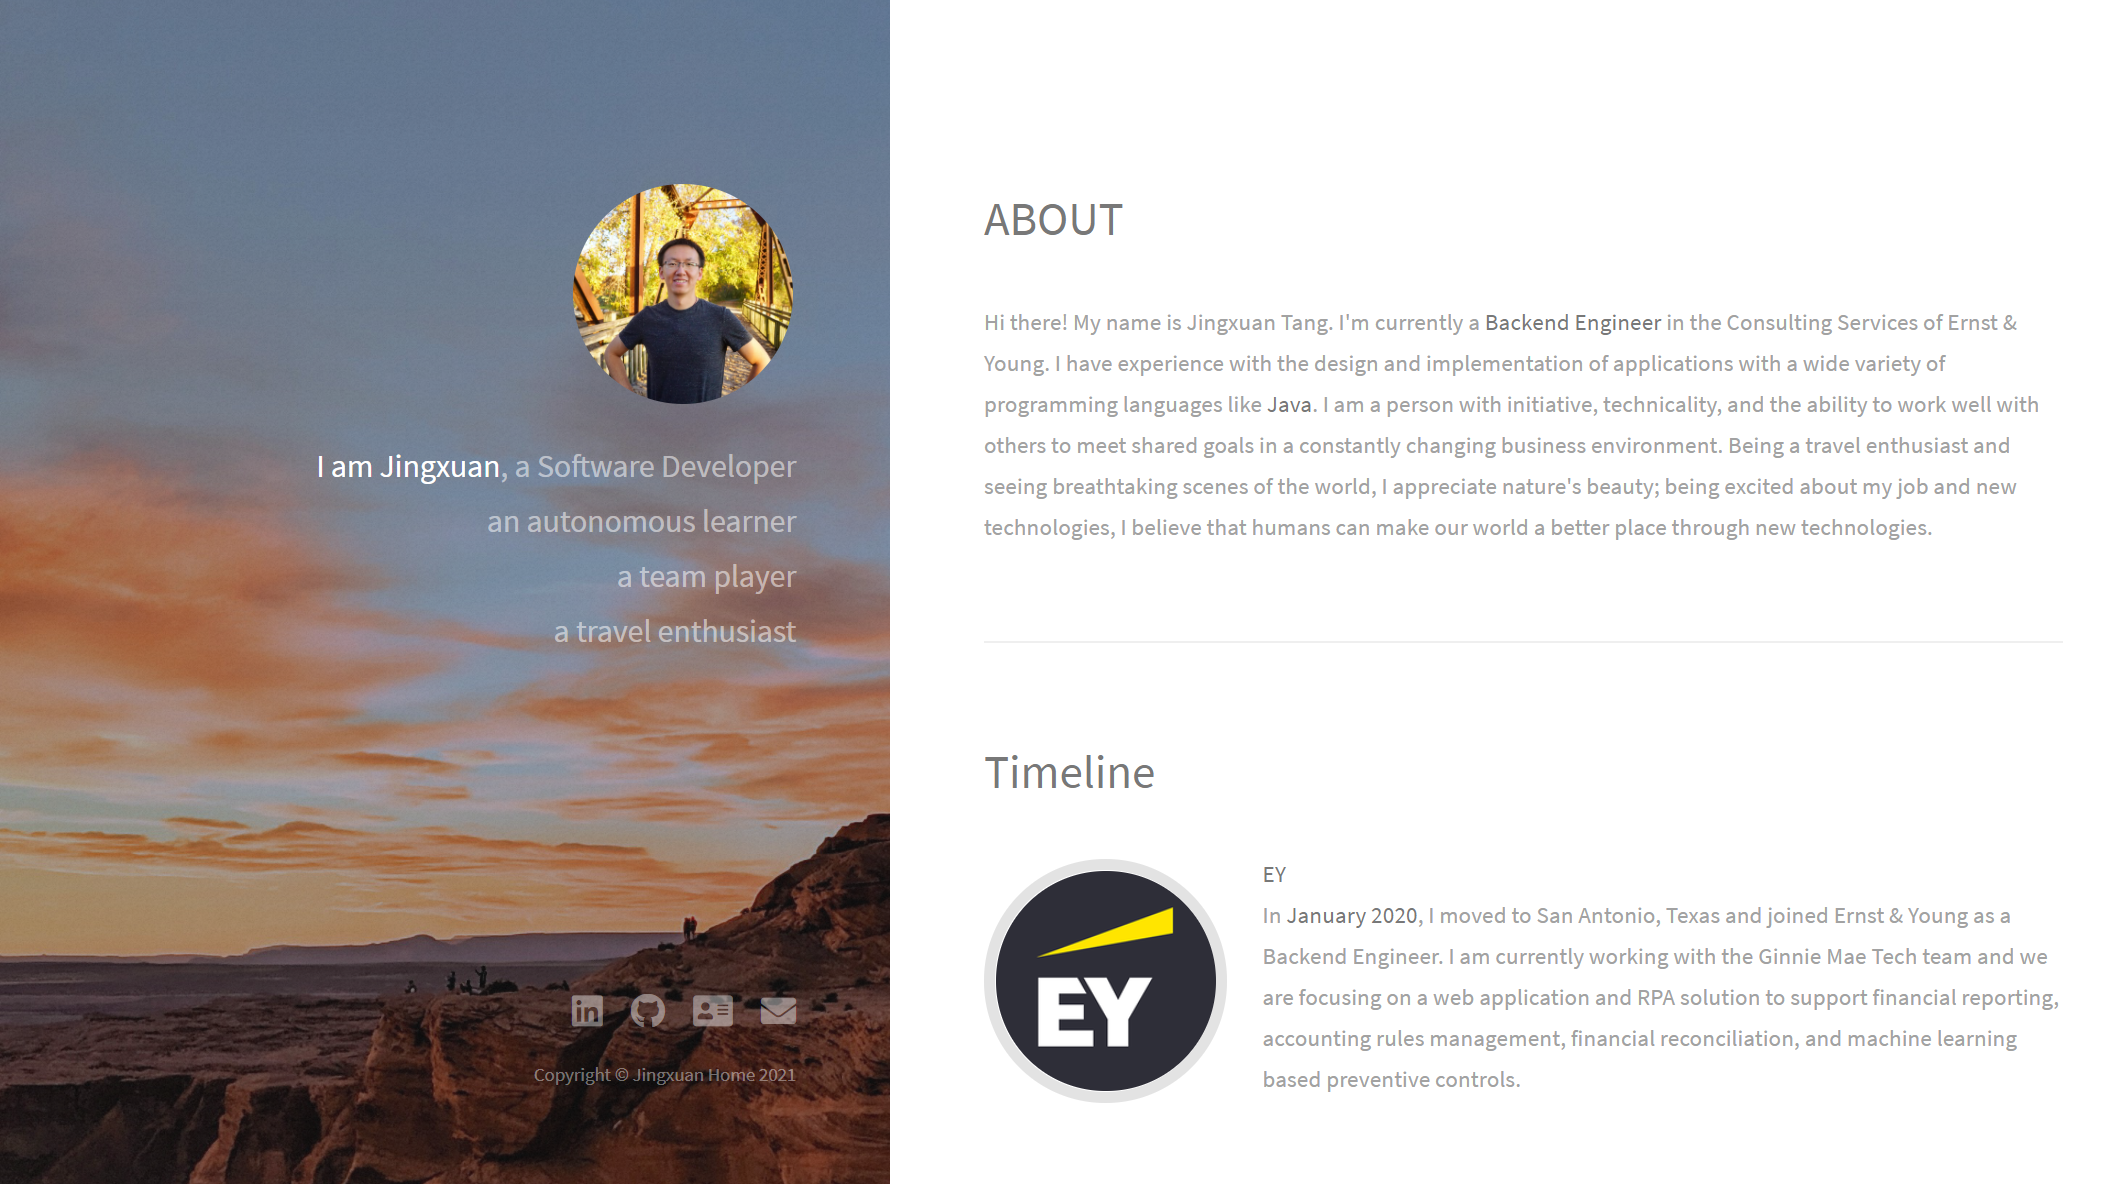 I am Jingxuan, a Software Developer
an autonomous learner
a team player
a travel enthusiast
Copyright © Jingxuan Home 2021
ABOUT
Hi there! My name is Jingxuan Tang. I'm currently a Backend Engineer in the Consulting Services of Ernst &
Young. I have experience with the design and implementation of applications with a wide variety of
programming languages like Java. I am a person with initiative, technicality, and the ability to work well with
others to meet shared goals in a constantly changing business environment. Being a travel enthusiast and
seeing breathtaking scenes of the world, I appreciate nature's beauty; being excited about my job and new
technologies, I believe that humans can make our world a better place through new technologies.
Timeline
EY
EY
In January 2020, I moved to San Antonio, Texas and joined Ernst & Young as a
Backend Engineer. I am currently working with the Ginnie Mae Tech team and we
are focusing on a web application and RPA solution to support financial reporting,
accounting rules management, financial reconciliation, and machine learning
based preventive controls.